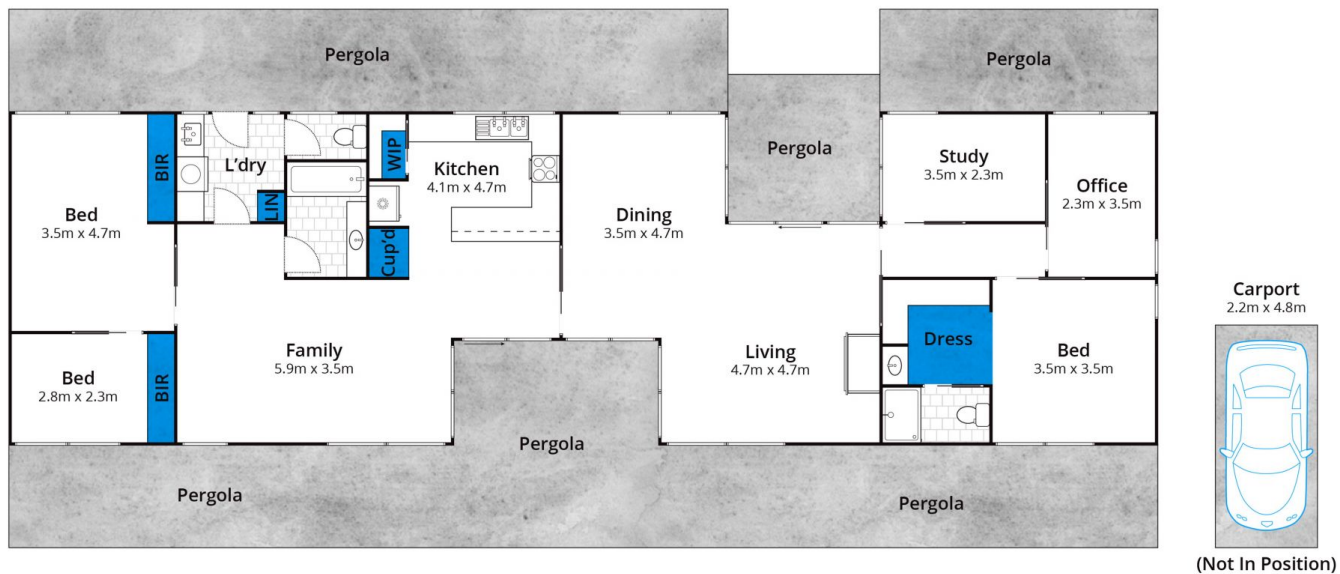 Pergola
Pergola
Pergola
BIR
L'dry
LIN
WIP
Kitchen
4.1m x 4.7m
Study
3.5m x 2.3m
Office
2.3m x 3.5m
Bed
3.5m x 4.7m
Dining
3.5m x 4.7m
Cup'd
Carport
2.2m x 4.8m
Family
5.9m x 3.5m
Living
4.7m x 4.7m
Dress
Bed
3.5m x 3.5m
Bed
2.8m x 2.3m
BIR
Pergola
Pergola
Pergola
(Not In Position)